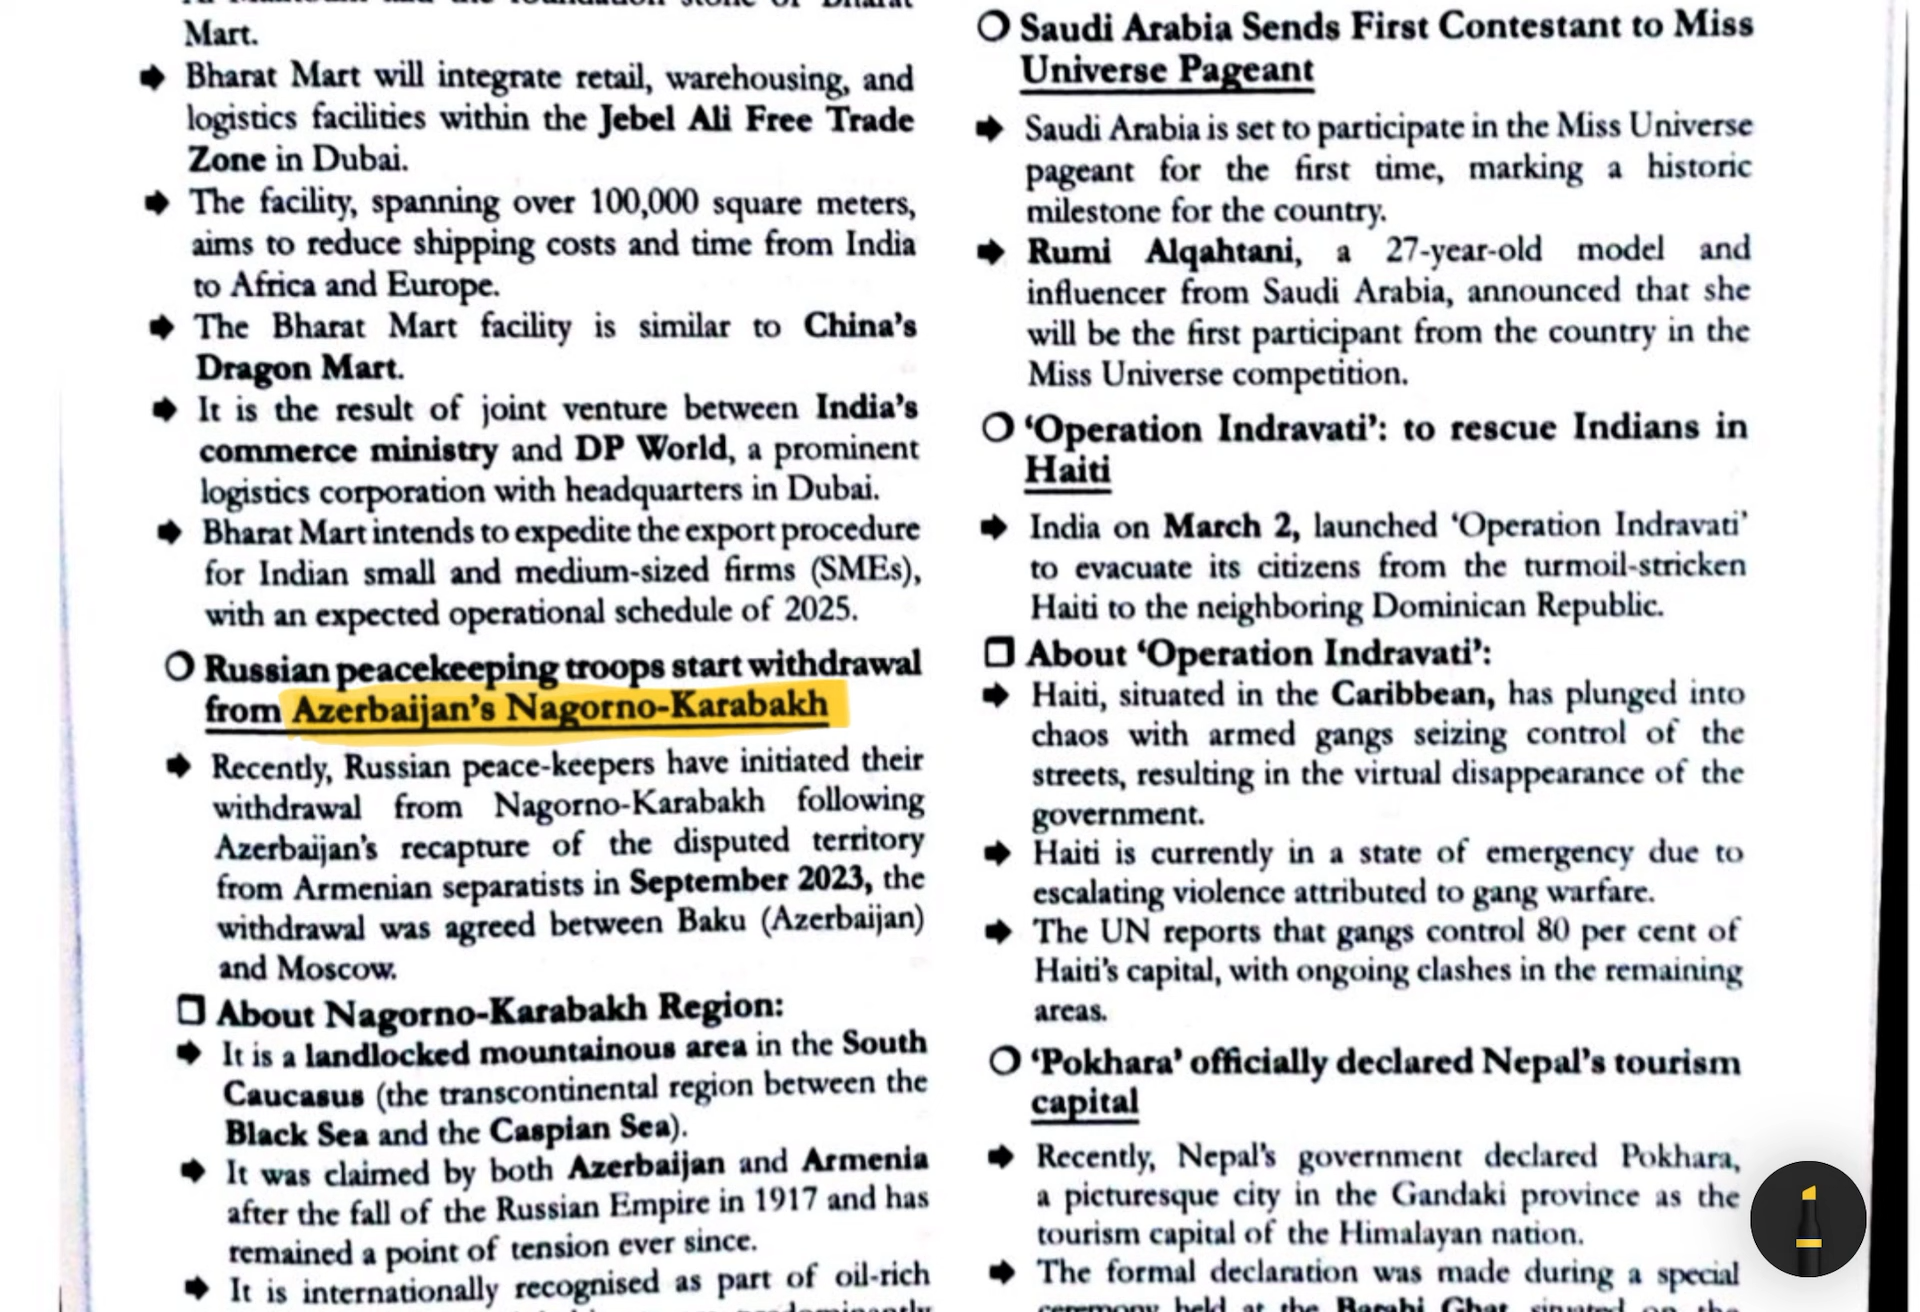 Mart.
➡ Bharat Mart will integrate retail, warehousing, and
logistics facilities within the Jebel Ali Free Trade
Zone in Dubai.
➡ The facility, spanning over 100,000 square meters,
aims to reduce shipping costs and time from India
to Africa and Europe.
➡ The Bharat Mart facility is similar to China's
Dragon Mart.
➡ It is the result of joint venture between India's
commerce ministry and DP World, a prominent
logistics corporation with headquarters in Dubai.
➡ Bharat Mart intends to expedite the export procedure
for Indian small and medium-sized firms (SMEs),
with an expected operational schedule of 2025.
❍ Russian peacekeeping troops start withdrawal
from Azerbaijan's Nagorno-Karabakh
➡ Recently, Russian peace-keepers have initiated their
withdrawal from Nagorno-Karabakh following
Azerbaijan's recapture of the disputed territory
from Armenian separatists in September 2023, the
withdrawal was agreed between Baku (Azerbaijan)
and Moscow.
❒ About Nagorno-Karabakh Region:
➡ It is a landlocked mountainous area in the South
Caucasus (the transcontinental region between the
Black Sea and the Caspian Sea).
➡ It was claimed by both Azerbaijan and Armenia
after the fall of the Russian Empire in 1917 and has
remained a point of tension ever since.
➡ It is internationally recognised as part of oil-rich
❍ Saudi Arabia Sends First Contestant to Miss
Universe Pageant
➡ Saudi Arabia is set to participate in the Miss Universe
pageant for the first time, marking a historic
milestone for the country.
➡ Rumi Alqahtani, a 27-year-old model and
influencer from Saudi Arabia, announced that she
will be the first participant from the country in the
Miss Universe competition.
❍ 'Operation Indravati': to rescue Indians in
Haiti
➡ India on March 2, launched 'Operation Indravati'
to evacuate its citizens from the turmoil-stricken
Haiti to the neighboring Dominican Republic.
❒ About 'Operation Indravati':
➡ Haiti, situated in the Caribbean, has plunged into
chaos with armed gangs seizing control of the
streets, resulting in the virtual disappearance of the
government.
➡ Haiti is currently in a state of emergency due to
escalating violence attributed to gang warfare.
➡ The UN reports that gangs control 80 per cent of
Haiti's capital, with ongoing clashes in the remaining
areas.
❍ 'Pokhara' officially declared Nepal's tourism
capital
➡ Recently, Nepal's government declared Pokhara,
a picturesque city in the Gandaki province as the
tourism capital of the Himalayan nation.
➡ The formal declaration was made during a special
ceremony held at the Barahi Ghat, situated on the